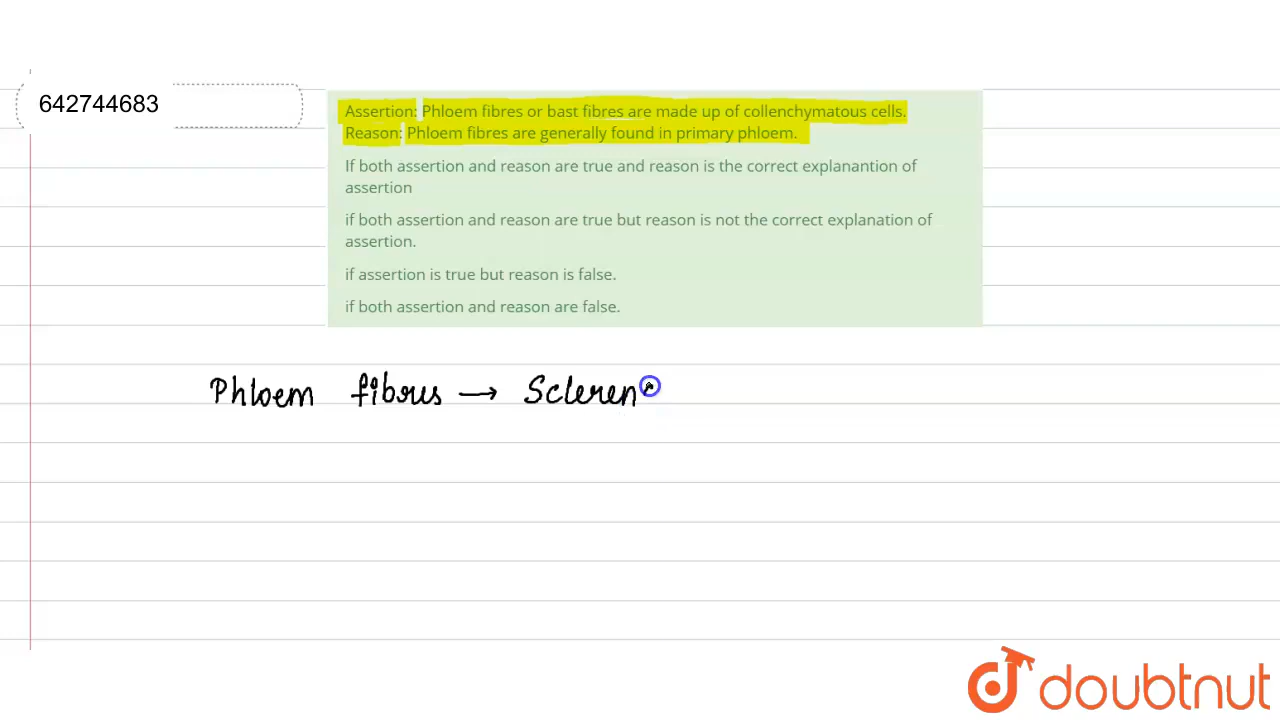 642744683
Assertion: Phloem fibres or bast fibres are made up of collenchymatous cells.
Reason: Phloem fibres are generally found in primary phloem.
If both assertion and reason are true and reason is the correct explanantion of
assertion
if both assertion and reason are true but reason is not the correct explanation of
assertion.
if assertion is true but reason is false.
if both assertion and reason are false.
Phloem fibres → Scleren
doubtnut